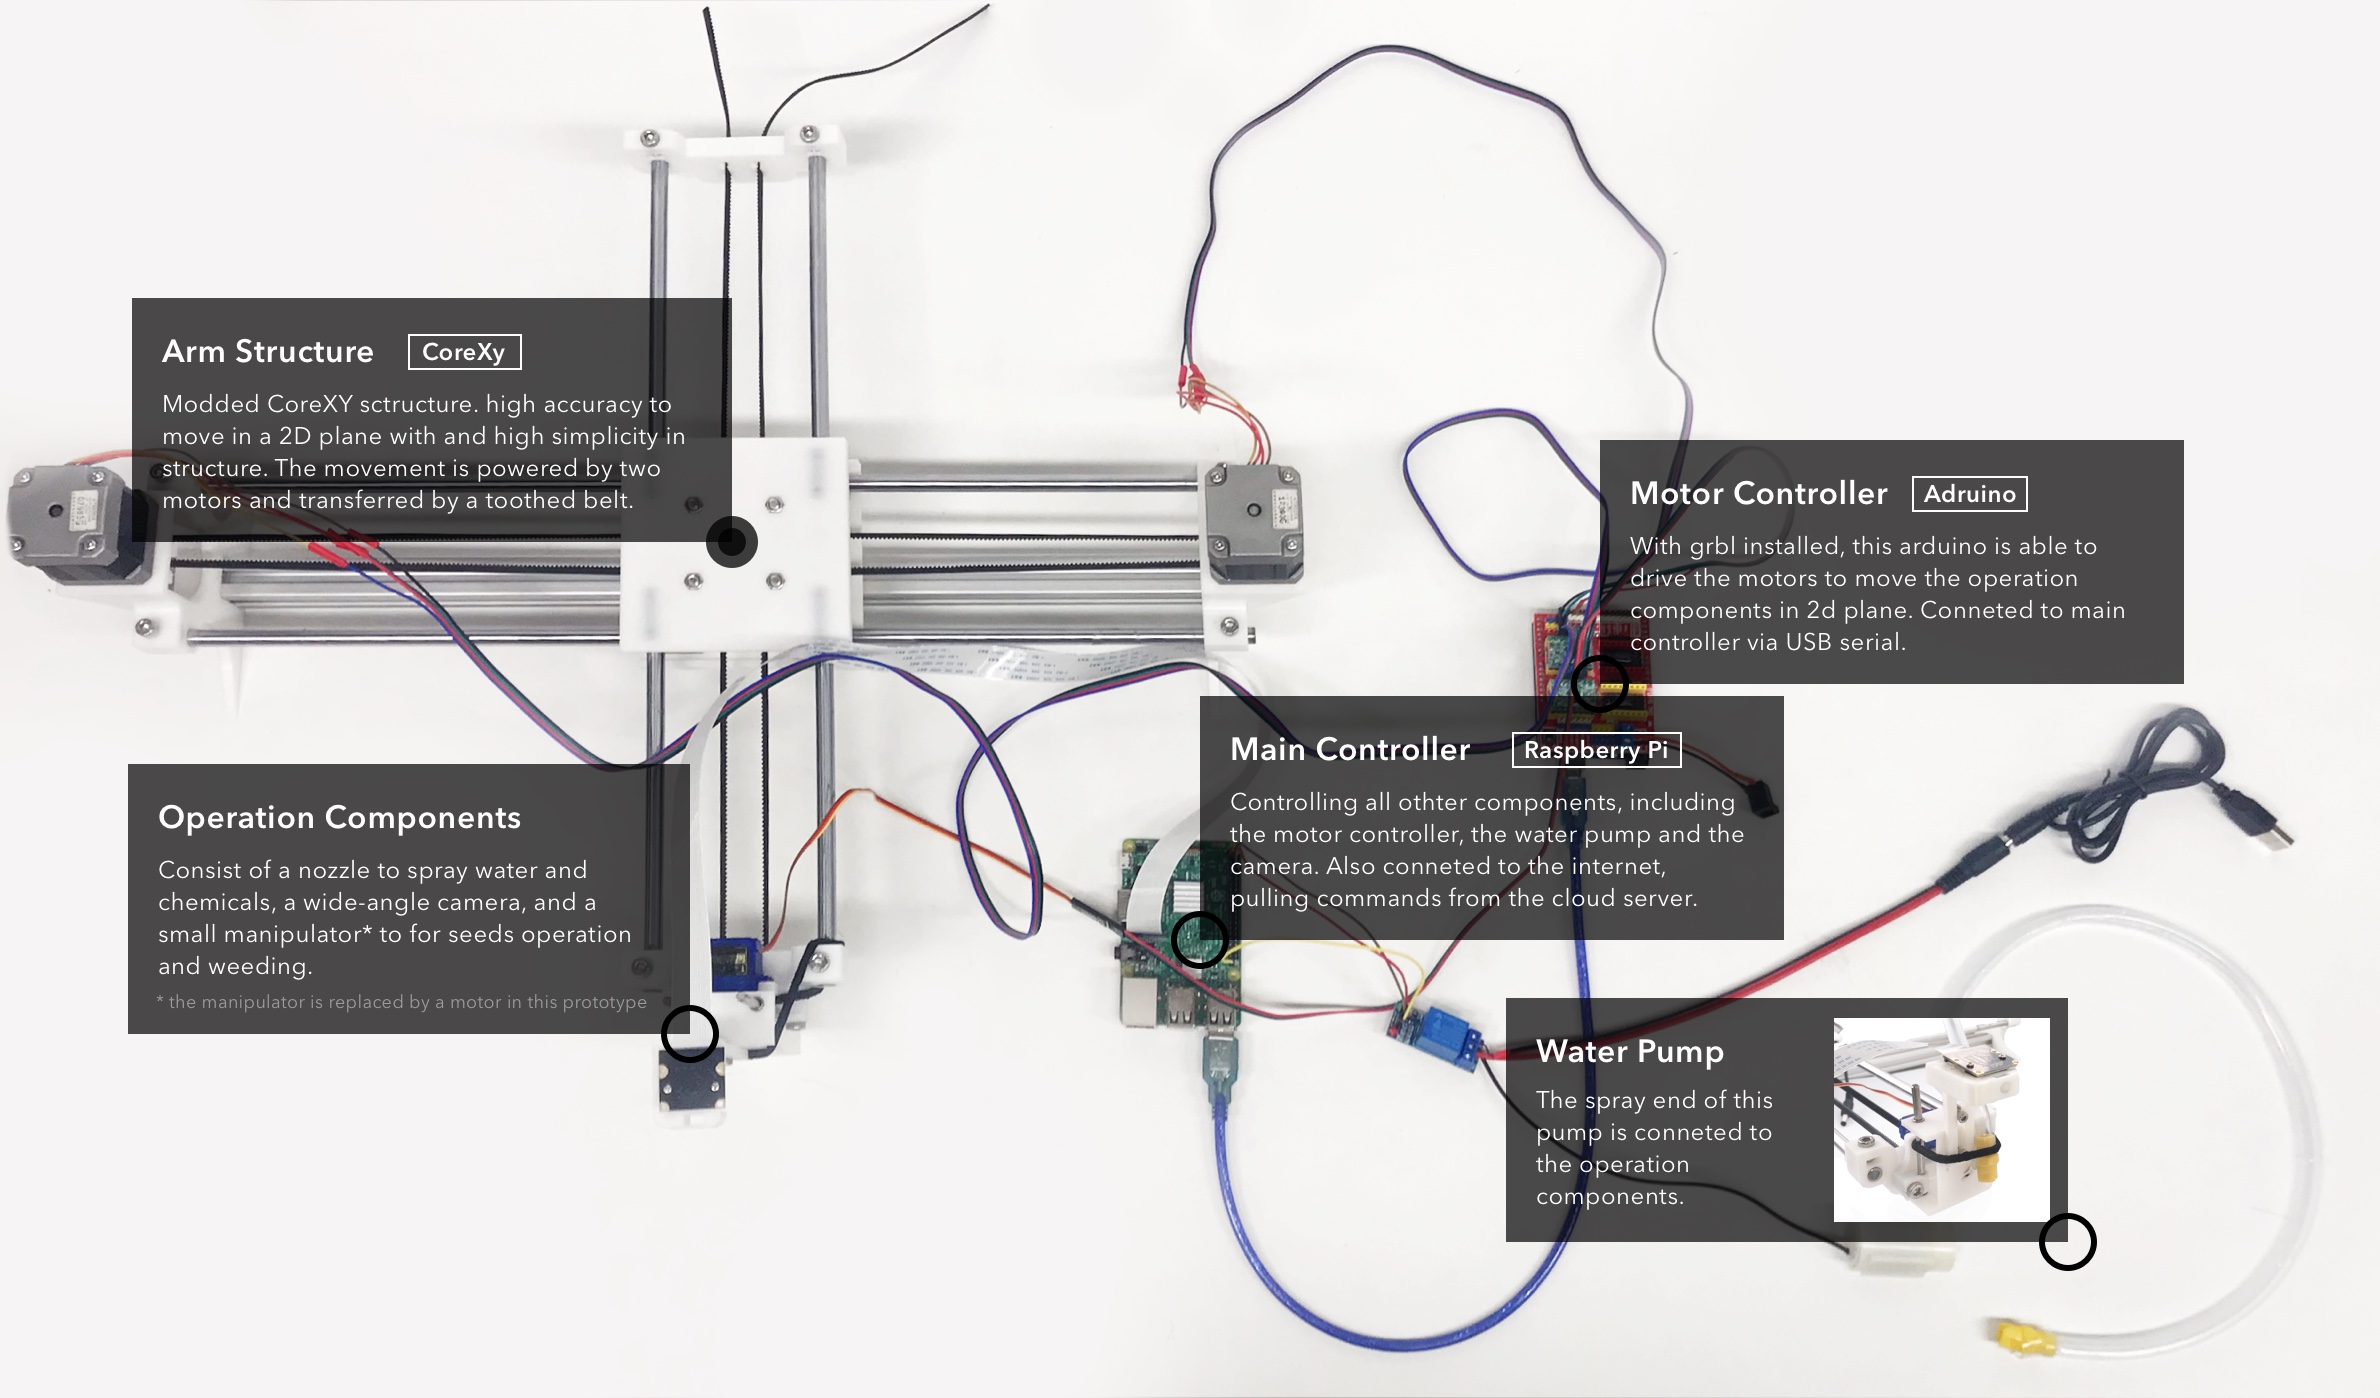 Arm Structure CoreXy
Modded CoreXY sctructure. high accuracy to
move in a 2D plane with and high simplicity in
structure. The movement is powered by two
motors and transferred by a toothed belt.
Motor Controller Adruino
With grbl installed, this arduino is able to
drive the motors to move the operation
components in 2d plane. Conneted to main
controller via USB serial.
Main Controller Raspberry Pi
Controlling all othter components, including
the motor controller, the water pump and the
camera. Also conneted to the internet,
pulling commands from the cloud server.
Operation Components
Consist of a nozzle to spray water and
chemicals, a wide-angle camera, and a
small manipulator* to for seeds operation
and weeding.
* the manipulator is replaced by a motor in this prototype
Water Pump
The spray end of this
pump is conneted to
the operation
components.